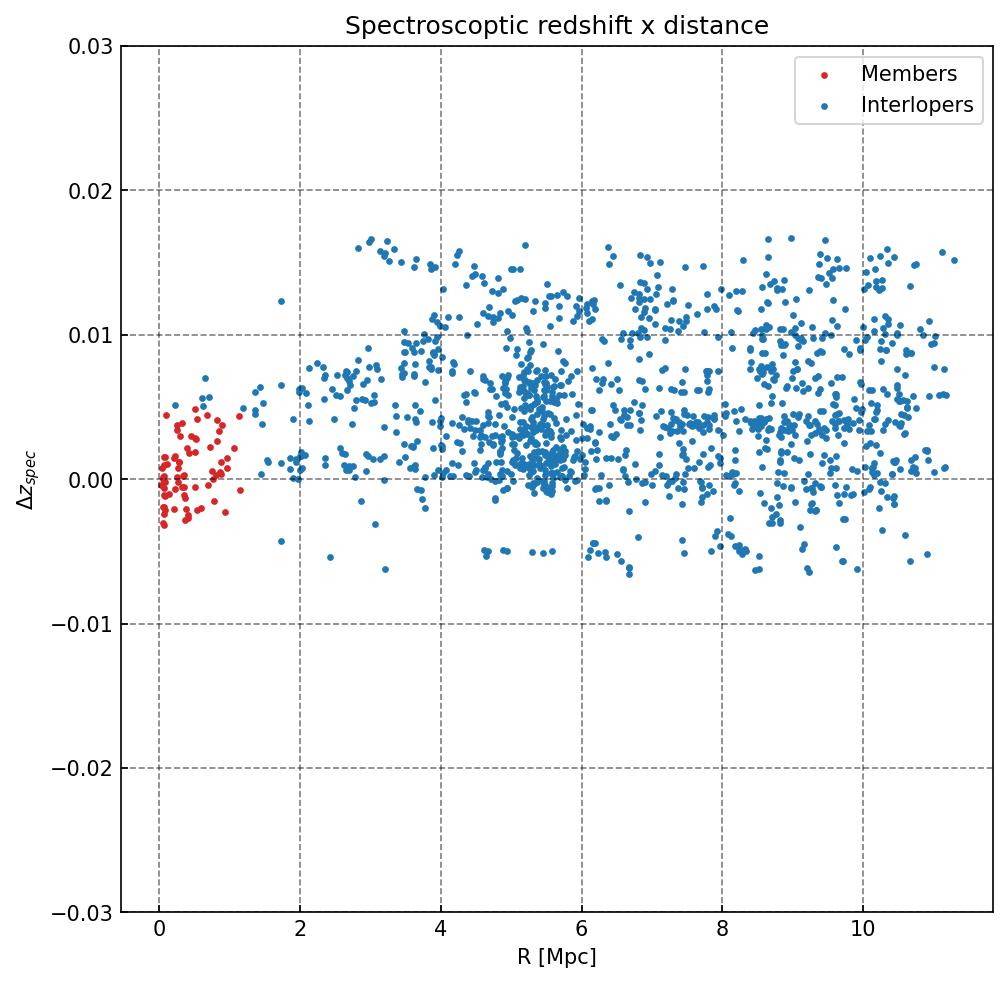 Spectroscoptic redshift x distance
Members
Interlopers
0.03
0.02
0.01
0.00
−0.01
−0.02
−0.03
Δz_spec
0
2
4
6
8
10
R [Mpc]